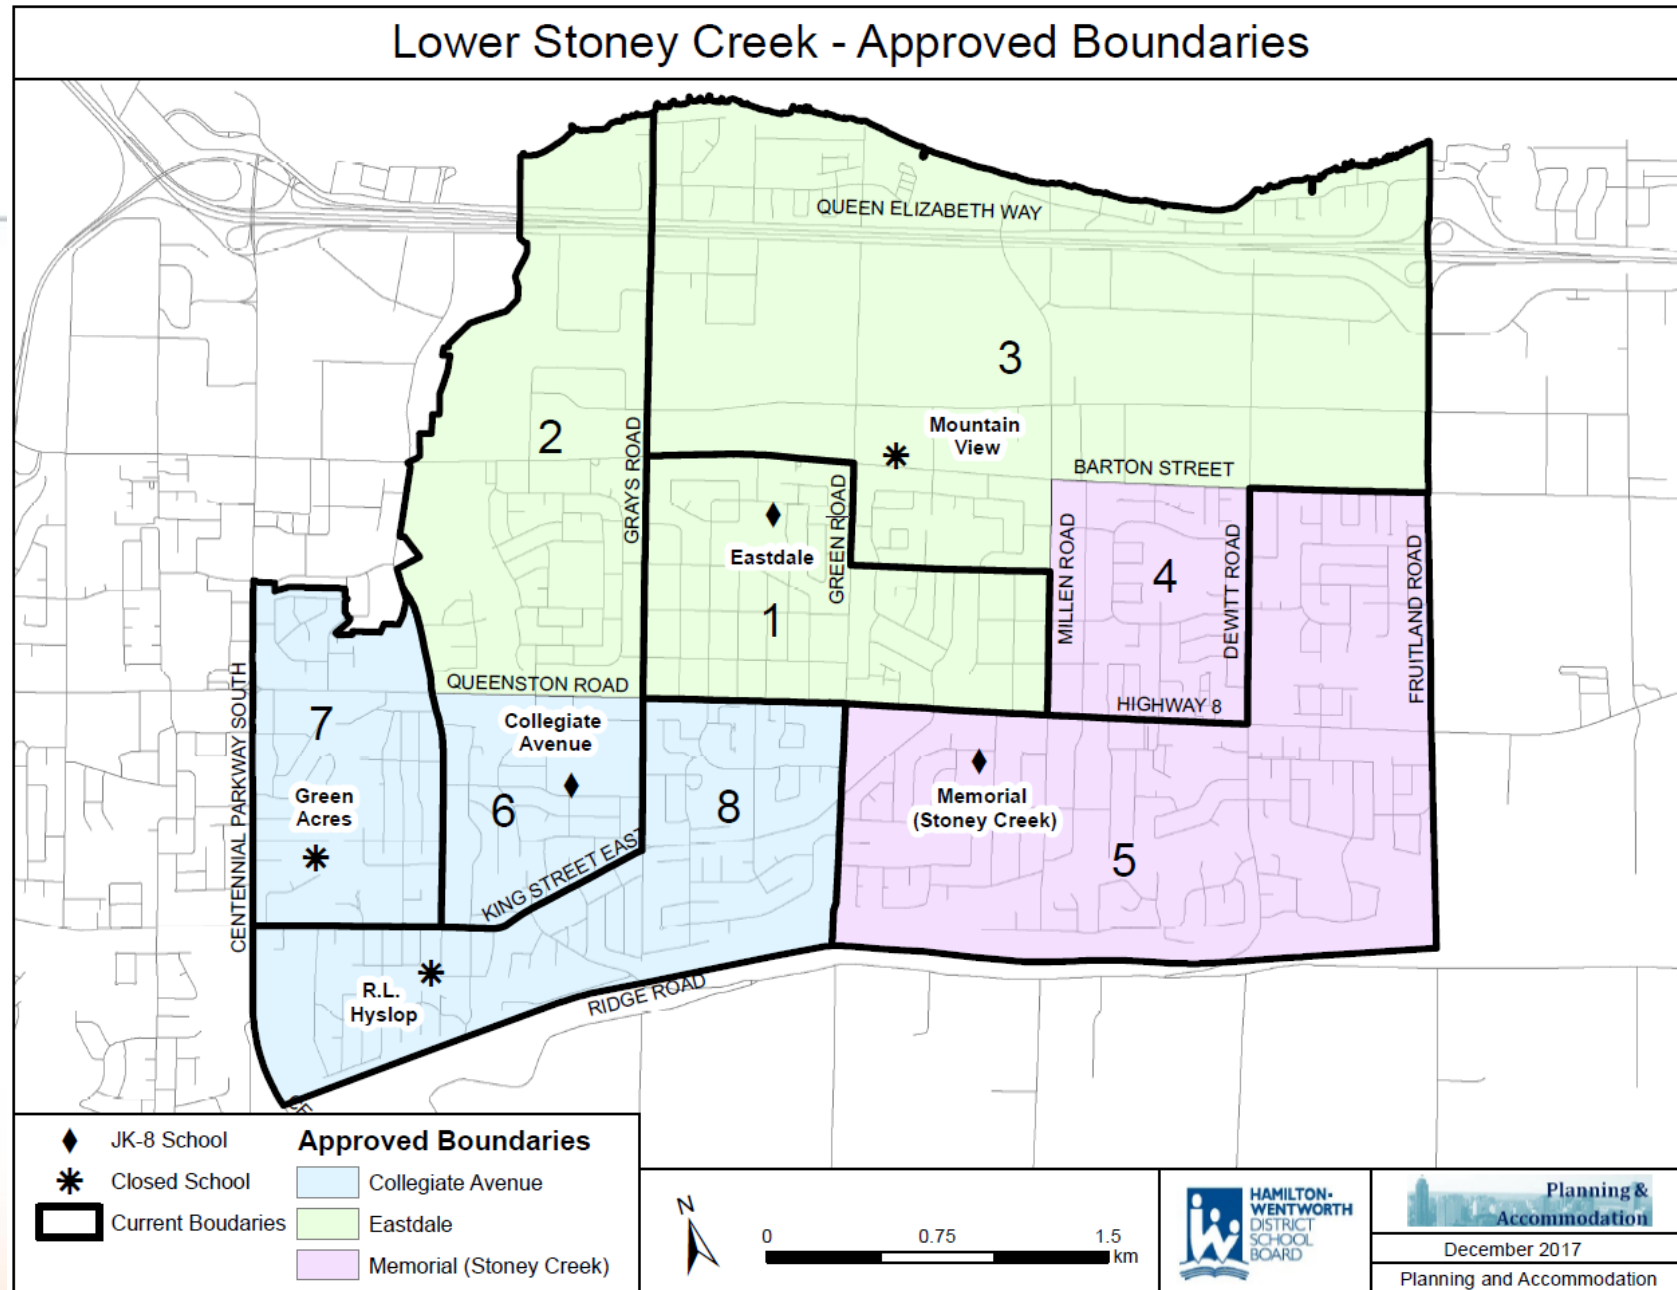 Lower Stoney Creek - Approved Boundaries
QUEEN ELIZABETH WAY
3
2
GRAYS ROAD
Mountain
View
BARTON STREET
Eastdale
GREEN ROAD
1
MILLEN ROAD
4
DEWITT ROAD
FRUITLAND ROAD
QUEENSTON ROAD
HIGHWAY 8
CENTENNIAL PARKWAY SOUTH
7
Collegiate
Avenue
Green
Acres
6
8
Memorial
(Stoney Creek)
5
KING STREET EAST
R.L.
Hyslop
RIDGE ROAD
JK-8 School
Closed School
Current Boudaries
Approved Boundaries
Collegiate Avenue
Eastdale
Memorial (Stoney Creek)
N
0 0.75 1.5
km
HAMILTON-
WENTWORTH
DISTRICT
SCHOOL
BOARD
Planning &
Accommodation
December 2017
Planning and Accommodation